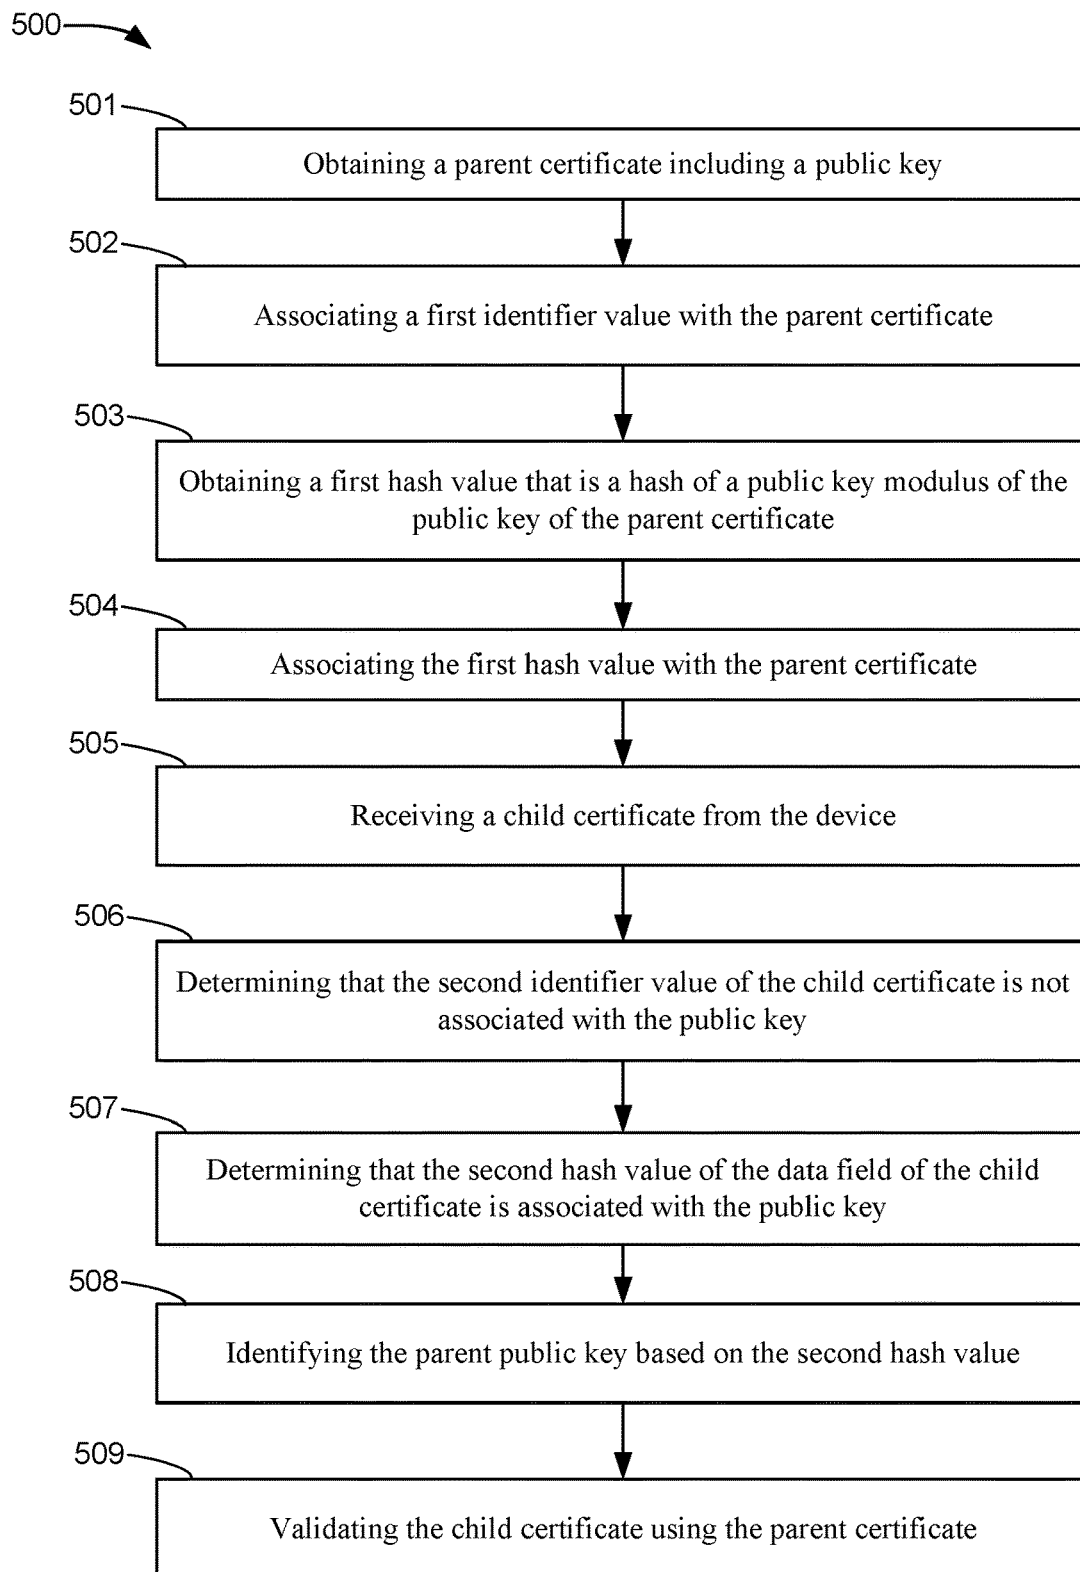 500
501
Obtaining a parent certificate including a public key
502
Associating a first identifier value with the parent certificate
503
Obtaining a first hash value that is a hash of a public key modulus of the
public key of the parent certificate
504
Associating the first hash value with the parent certificate
505
Receiving a child certificate from the device
506
Determining that the second identifier value of the child certificate is not
associated with the public key
507
Determining that the second hash value of the data field of the child
certificate is associated with the public key
508
Identifying the parent public key based on the second hash value
509
Validating the child certificate using the parent certificate